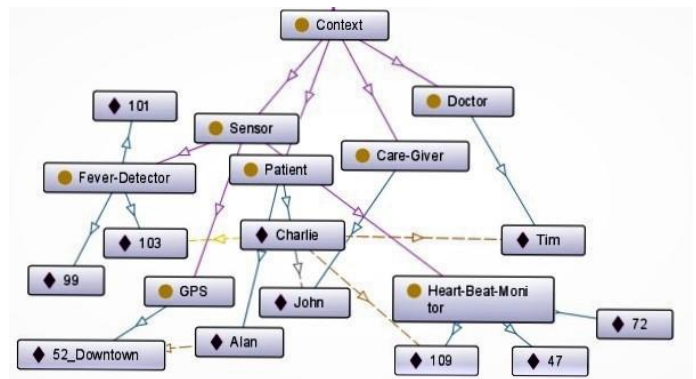 Context
101
Doctor
Sensor
Care-Giver
Patient
Fever-Detector
Charlie
Tim
103
99
GPS
John
Heart-Beat-Moni
tor
72
Alan
52_Downtown
109
47